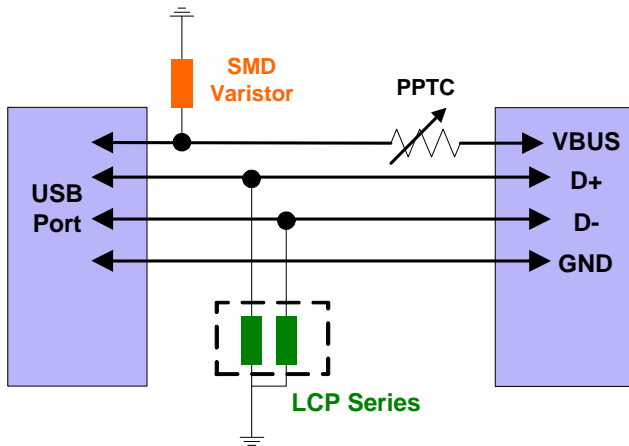 SMD
Varistor
PPTC
USB
Port
VBUS
D+
D-
GND
LCP Series